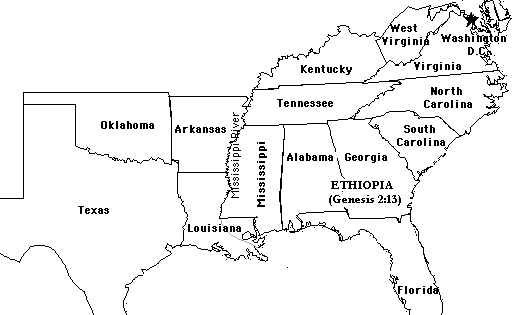 West
Virginia
Washington
D.C.
Kentucky
Virginia
North
Carolina
Tennessee
Oklahoma
Arkansas
South
Carolina
Mississippi River
Mississippi
Alabama
Georgia
ETHIOPIA
(Genesis 2:13)
Texas
Louisiana
Florida